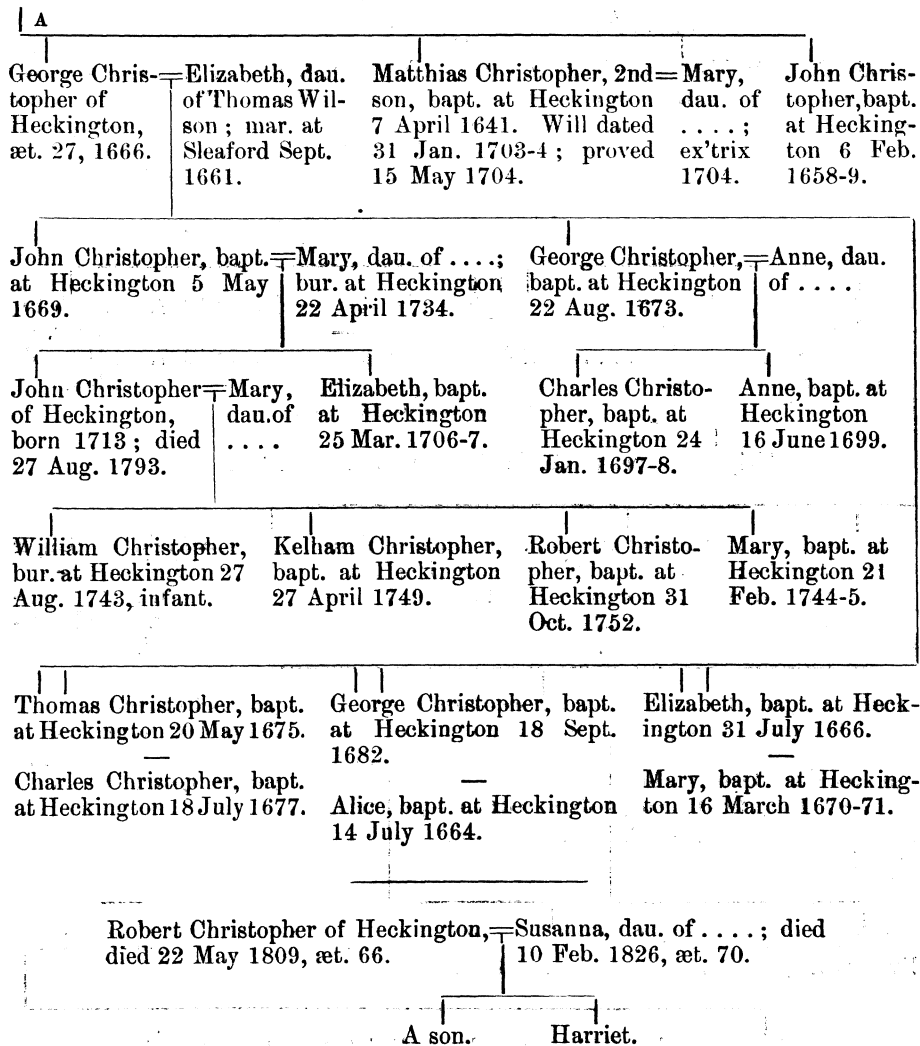 A
George Chris-
topher of
Heckington,
æt. 27, 1666.
Elizabeth, dau.
of Thomas Wil-
son ; mar. at
Sleaford Sept.
1661.
Matthias Christopher, 2nd
son, bapt. at Heckington
7 April 1641. Will dated
31 Jan. 1703-4 ; proved
15 May 1704.
Mary,
dau. of
. . . . ;
ex'trix
1704.
John Chris-
topher, bapt.
at Hecking-
ton 6 Feb.
1658-9.
John Christopher, bapt.
at Heckington 5 May
1669.
Mary, dau. of . . . . ;
bur. at Heckington
22 April 1734.
George Christopher,
bapt. at Heckington
22 Aug. 1673.
Anne, dau.
of . . . .
John Christopher
of Heckington,
born 1713 ; died
27 Aug. 1793.
Mary,
dau. of
. . . .
Elizabeth, bapt.
at Heckington
25 Mar. 1706-7.
Charles Christo-
pher, bapt. at
Heckington 24
Jan. 1697-8.
Anne, bapt. at
Heckington
16 June 1699.
William Christopher,
bur. at Heckington 27
Aug. 1743, infant.
Kelham Christopher,
bapt. at Heckington
27 April 1749.
Robert Christo-
pher, bapt. at
Heckington 31
Oct. 1752.
Mary, bapt. at
Heckington 21
Feb. 1744-5.
Thomas Christopher, bapt.
at Heckington 20 May 1675.
Charles Christopher, bapt.
at Heckington 18 July 1677.
George Christopher, bapt.
at Heckington 18 Sept.
1682.
Alice, bapt. at Heckington
14 July 1664.
Elizabeth, bapt. at Heck-
ington 31 July 1666.
Mary, bapt. at Hecking-
ton 16 March 1670-71.
Robert Christopher of Heckington,
died 22 May 1809, æt. 66.
Susanna, dau. of . . . . ; died
10 Feb. 1826, æt. 70.
A son.
Harriet.